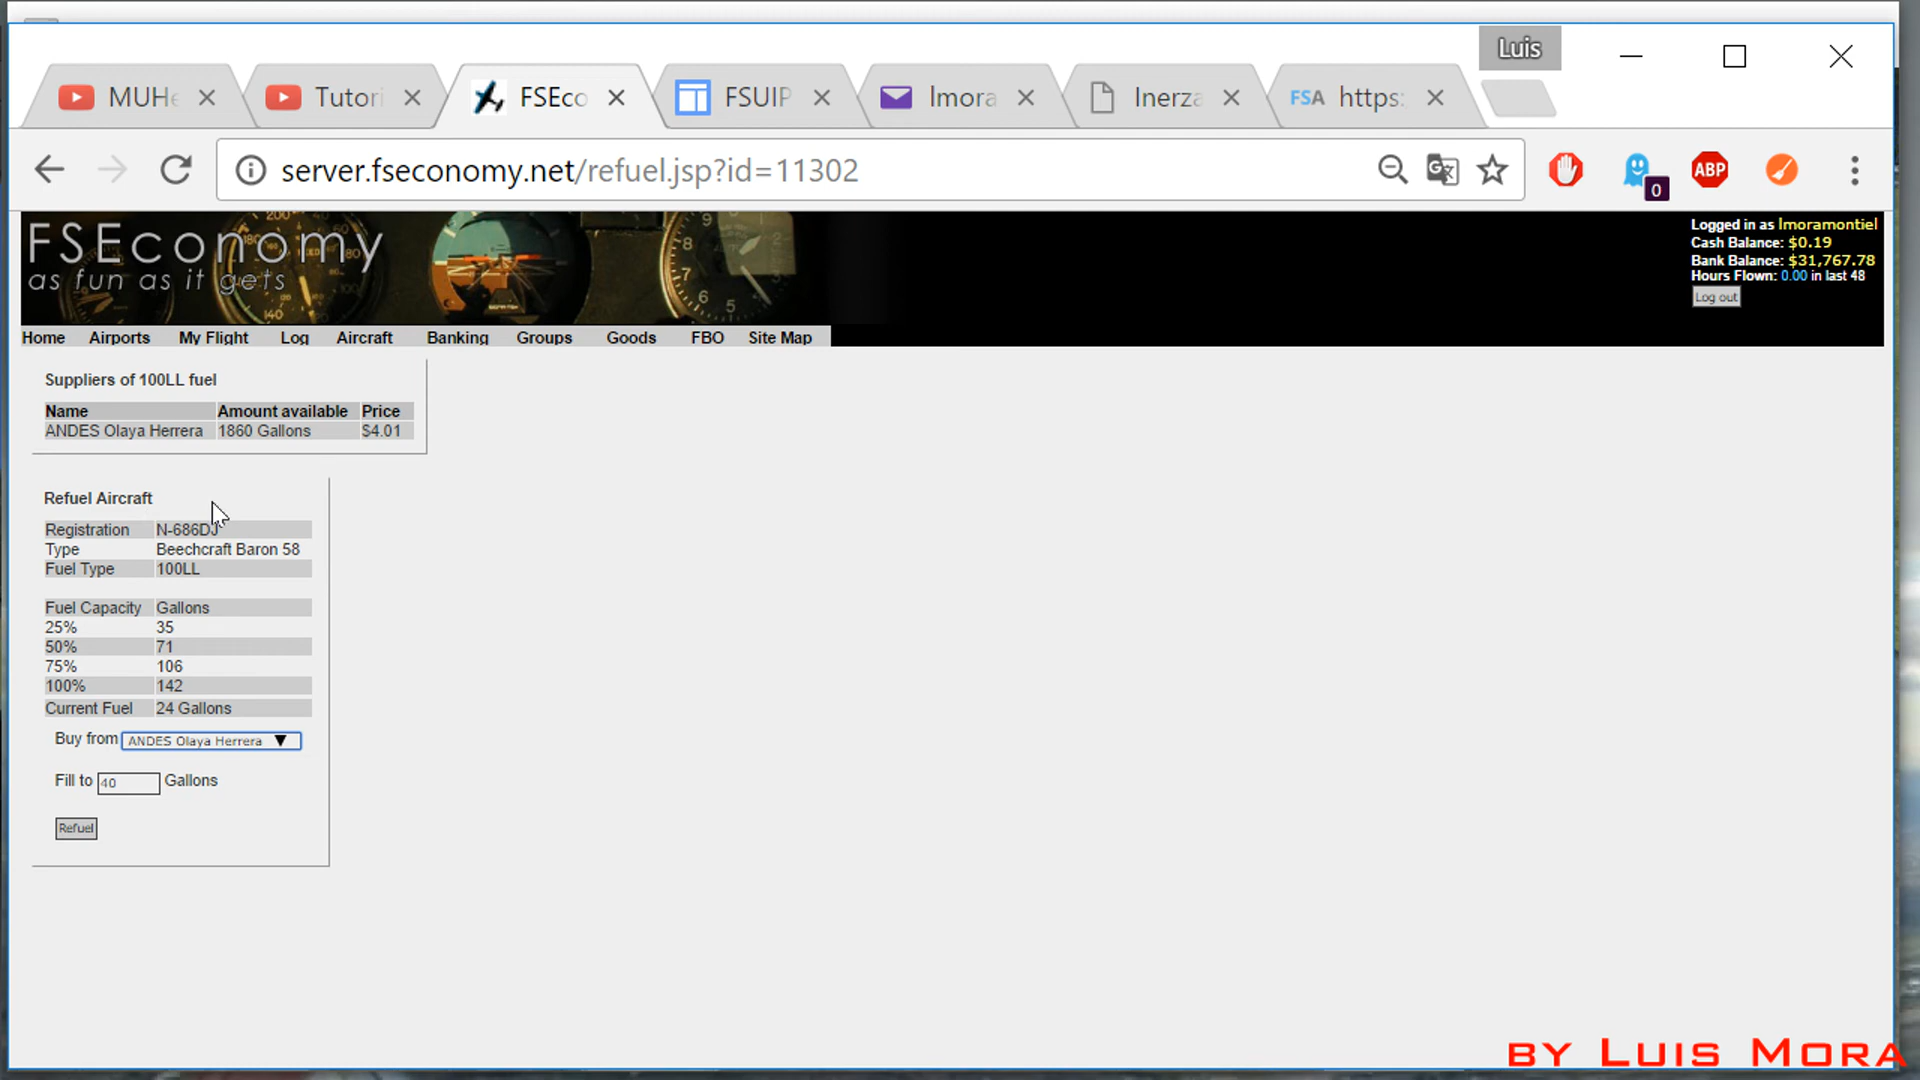 Luis
MUHe
Tutori
FSEco
FSUIP
lmora
Inerza
FSA https:
server.fseconomy.net/refuel.jsp?id=11302
ABP
0
FSEconomy
as fun as it gets
Logged in as lmoramontiel
Cash Balance: $0.19
Bank Balance: $31,767.78
Hours Flown: 0.00 in last 48
Log out
Home Airports My Flight Log Aircraft Banking Groups Goods FBO Site Map
Suppliers of 100LL fuel
Name Amount available Price
ANDES Olaya Herrera 1860 Gallons $4.01
Refuel Aircraft
Registration N-686DJ
Type Beechcraft Baron 58
Fuel Type 100LL
Fuel Capacity Gallons
25% 35
50% 71
75% 106
100% 142
Current Fuel 24 Gallons
Buy from ANDES Olaya Herrera
Fill to 40 Gallons
Refuel
BY LUIS MORA